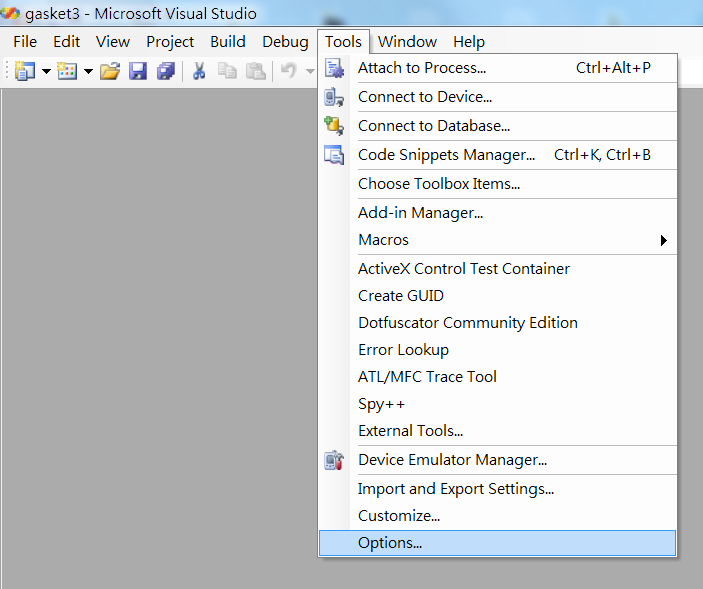 gasket3 - Microsoft Visual Studio
File Edit View Project Build Debug Tools Window Help
Attach to Process... Ctrl+Alt+P
Connect to Device...
Connect to Database...
Code Snippets Manager... Ctrl+K, Ctrl+B
Choose Toolbox Items...
Add-in Manager...
Macros
ActiveX Control Test Container
Create GUID
Dotfuscator Community Edition
Error Lookup
ATL/MFC Trace Tool
Spy++
External Tools...
Device Emulator Manager...
Import and Export Settings...
Customize...
Options...